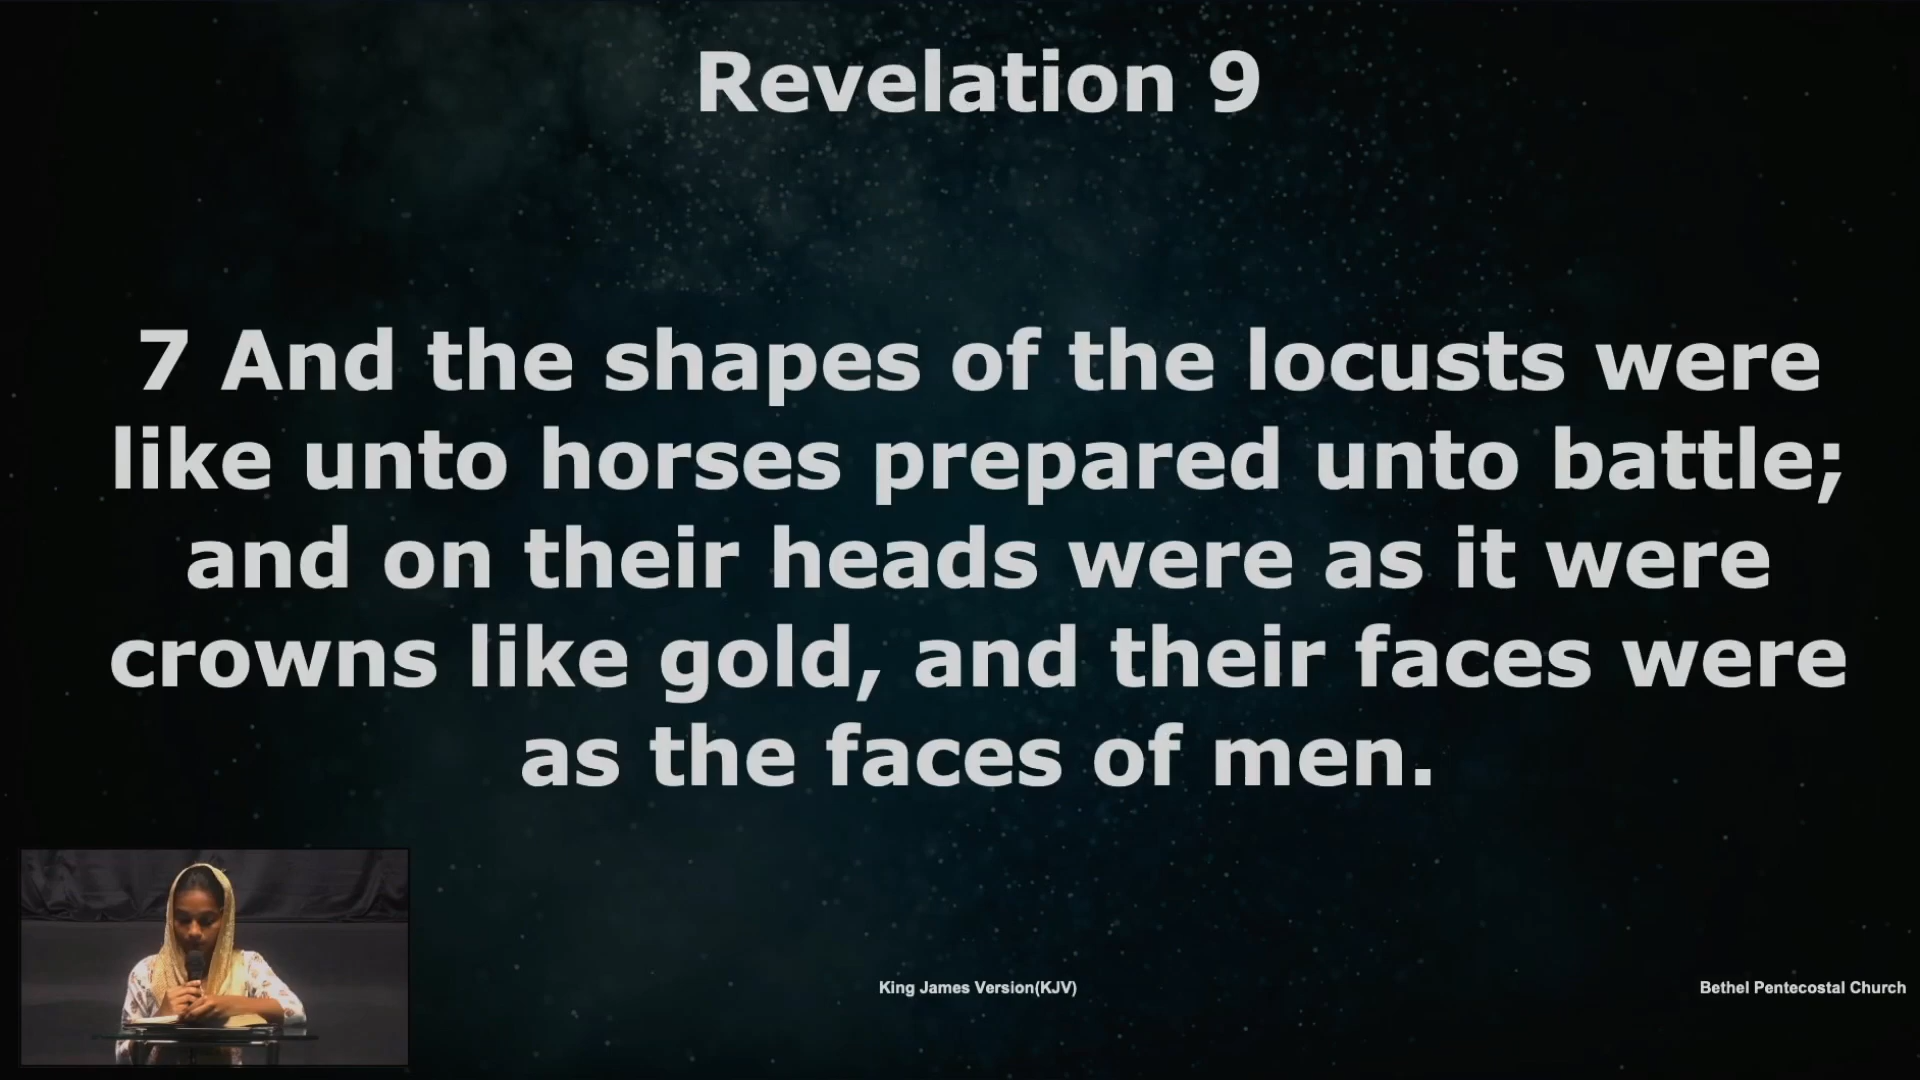 Revelation 9
7 And the shapes of the locusts were
like unto horses prepared unto battle;
and on their heads were as it were
crowns like gold, and their faces were
as the faces of men.
King James Version(KJV)
Bethel Pentecostal Church